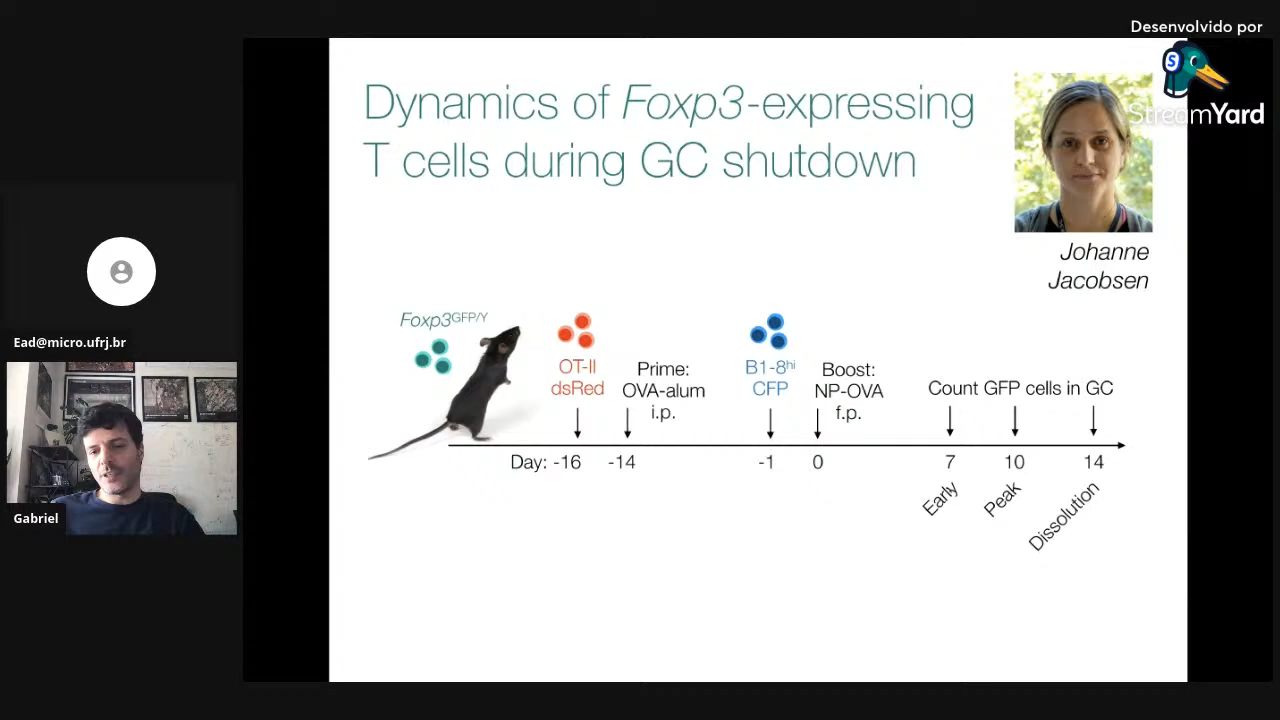 Desenvolvido por
StreamYard
Dynamics of Foxp3-expressing
T cells during GC shutdown
Johanne
Jacobsen
Foxp3GFP/Y
OT-II
dsRed
Prime:
OVA-alum
i.p.
B1-8hi
CFP
Boost:
NP-OVA
f.p.
Count GFP cells in GC
Day: -16
-14
-1
0
7
10
14
Early
Peak
Dissolution
Ead@micro.ufrj.br
Gabriel